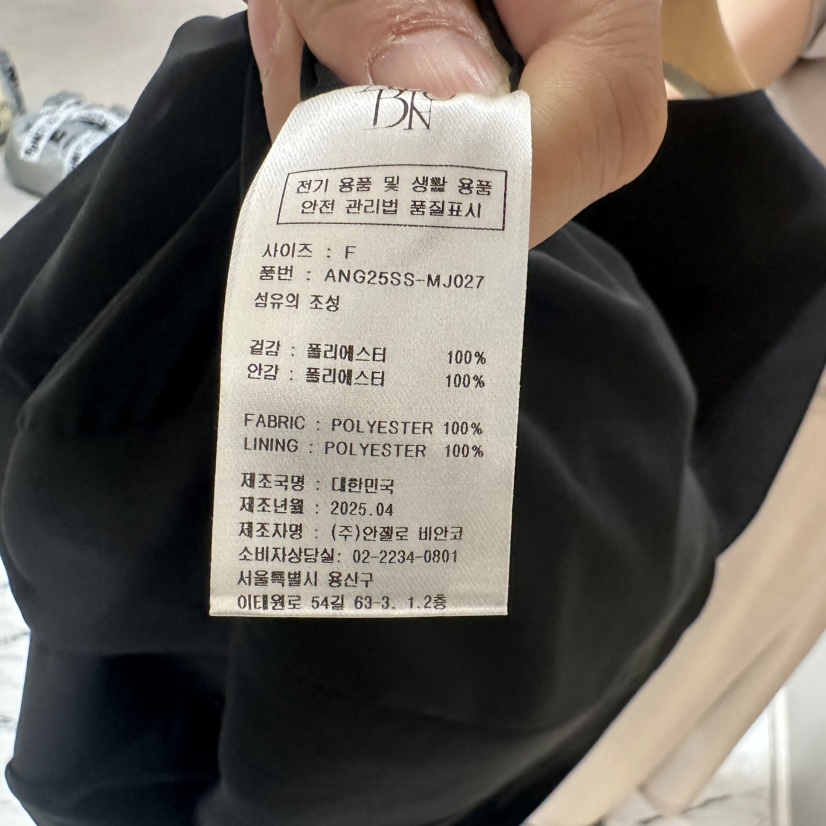 BN
전기 용품 및 생활 용품
안전 관리법 품질표시
사이즈 : F
품번 : ANG25SS-MJ027
섬유의 조성
겉감 : 폴리에스터 100%
안감 : 폴리에스터 100%
FABRIC : POLYESTER 100%
LINING : POLYESTER 100%
제조국명 : 대한민국
제조년월 : 2025.04
제조자명 : (주)안젤로 비안코
소비자상담실: 02-2234-0801
서울특별시 용산구
이태원로 54길 63-3. 1.2층